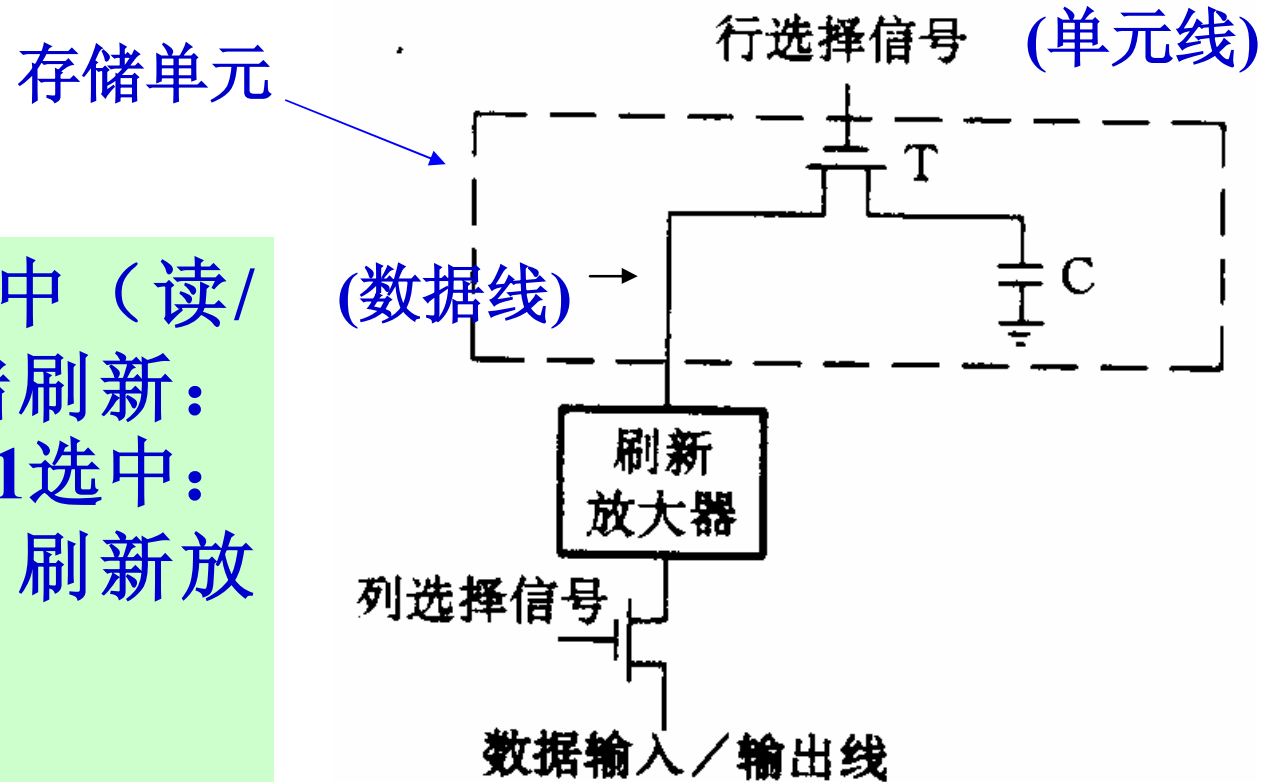 行选择信号 (单元线)
存储单元
T
(数据线)
C
中（读/
刷新：
1选中：
刷新放
刷新
放大器
列选择信号
数据输入／输出线